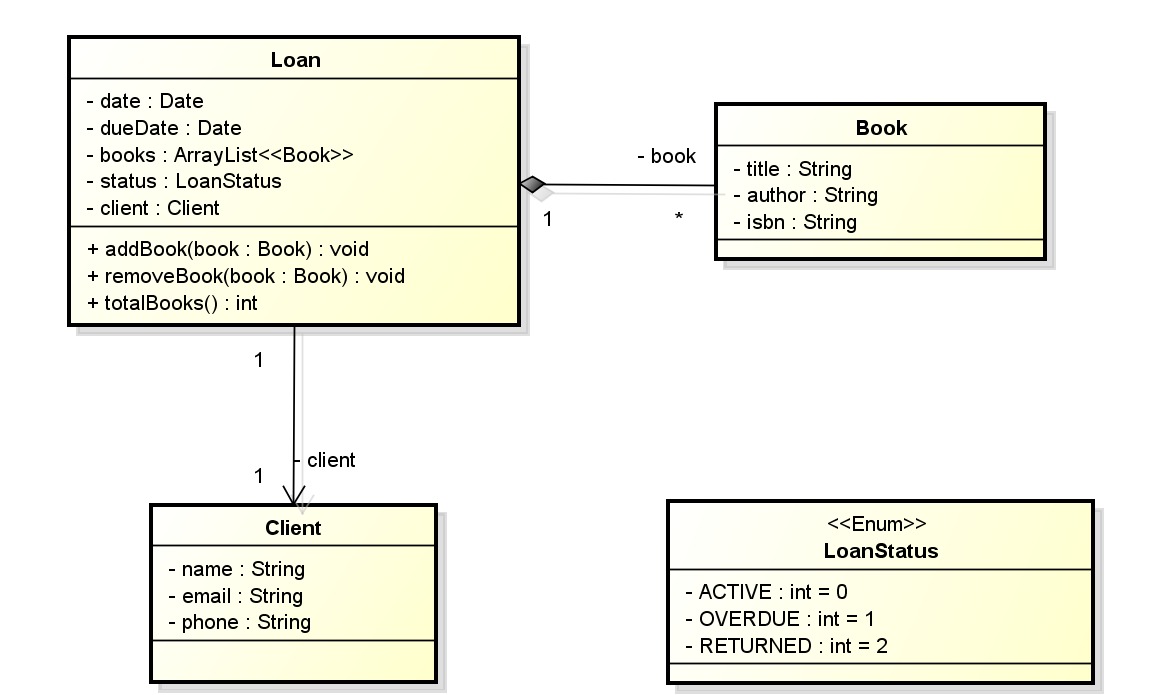 Loan
- date : Date
- dueDate : Date
- books : ArrayList<<Book>>
- status : LoanStatus
- client : Client
+ addBook(book : Book) : void
+ removeBook(book : Book) : void
+ totalBooks() : int
- book
1
*
Book
- title : String
- author : String
- isbn : String
1
- client
1
Client
- name : String
- email : String
- phone : String
<<Enum>>
LoanStatus
- ACTIVE : int = 0
- OVERDUE : int = 1
- RETURNED : int = 2